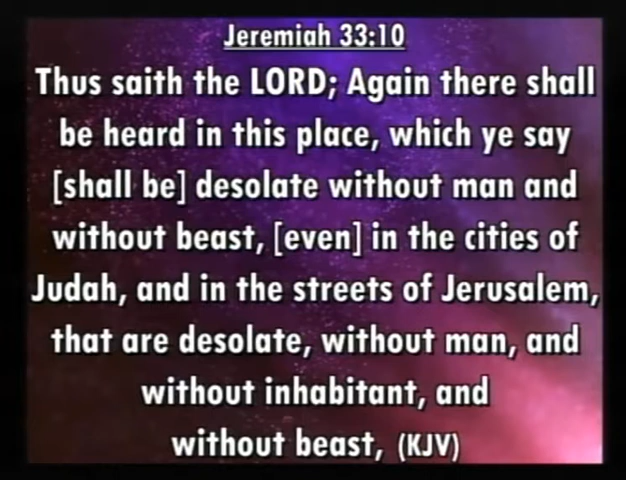 Jeremiah 33:10
Thus saith the LORD; Again there shall
be heard in this place, which ye say
[shall be] desolate without man and
without beast, [even] in the cities of
Judah, and in the streets of Jerusalem,
that are desolate, without man, and
without inhabitant, and
without beast, (KJV)